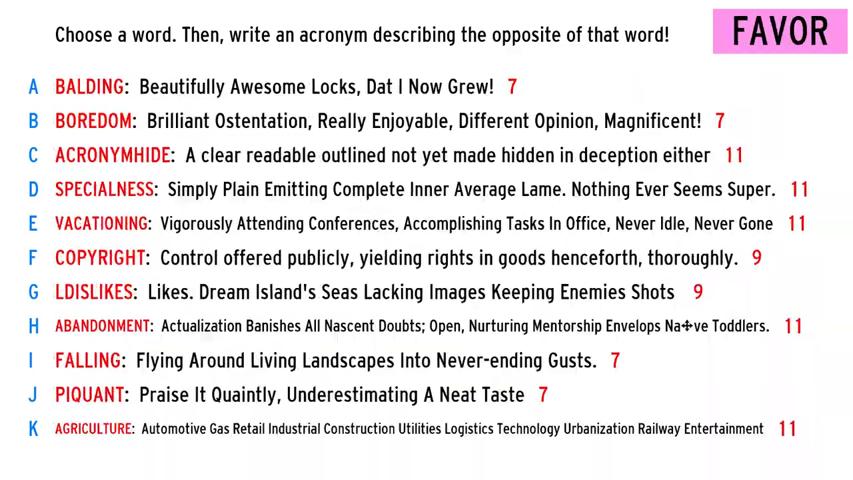 Choose a word. Then, write an acronym describing the opposite of that word!
FAVOR
A BALDING: Beautifully Awesome Locks, Dat I Now Grew! 7
B BOREDOM: Brilliant Ostentation, Really Enjoyable, Different Opinion, Magnificent! 7
C ACRONYMHIDE: A clear readable outlined not yet made hidden in deception either 11
D SPECIALNESS: Simply Plain Emitting Complete Inner Average Lame. Nothing Ever Seems Super. 11
E VACATIONING: Vigorously Attending Conferences, Accomplishing Tasks In Office, Never Idle, Never Gone 11
F COPYRIGHT: Control offered publicly, yielding rights in goods henceforth, thoroughly. 9
G LDISLIKES: Likes. Dream Island's Seas Lacking Images Keeping Enemies Shots 9
H ABANDONMENT: Actualization Banishes All Nascent Doubts; Open, Nurturing Mentorship Envelops Na✢ve Toddlers. 11
I FALLING: Flying Around Living Landscapes Into Never-ending Gusts. 7
J PIQUANT: Praise It Quaintly, Underestimating A Neat Taste 7
K AGRICULTURE: Automotive Gas Retail Industrial Construction Utilities Logistics Technology Urbanization Railway Entertainment 11